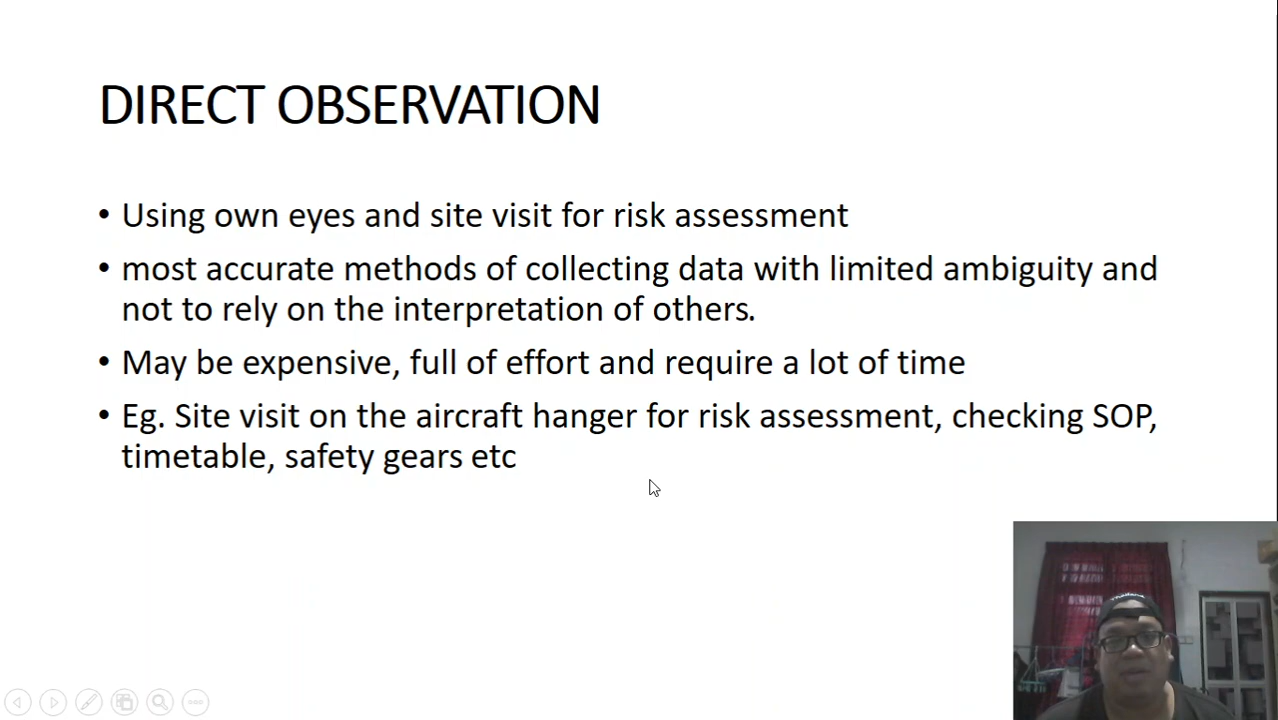 DIRECT OBSERVATION
• Using own eyes and site visit for risk assessment
• most accurate methods of collecting data with limited ambiguity and
not to rely on the interpretation of others.
• May be expensive, full of effort and require a lot of time
• Eg. Site visit on the aircraft hanger for risk assessment, checking SOP,
timetable, safety gears etc